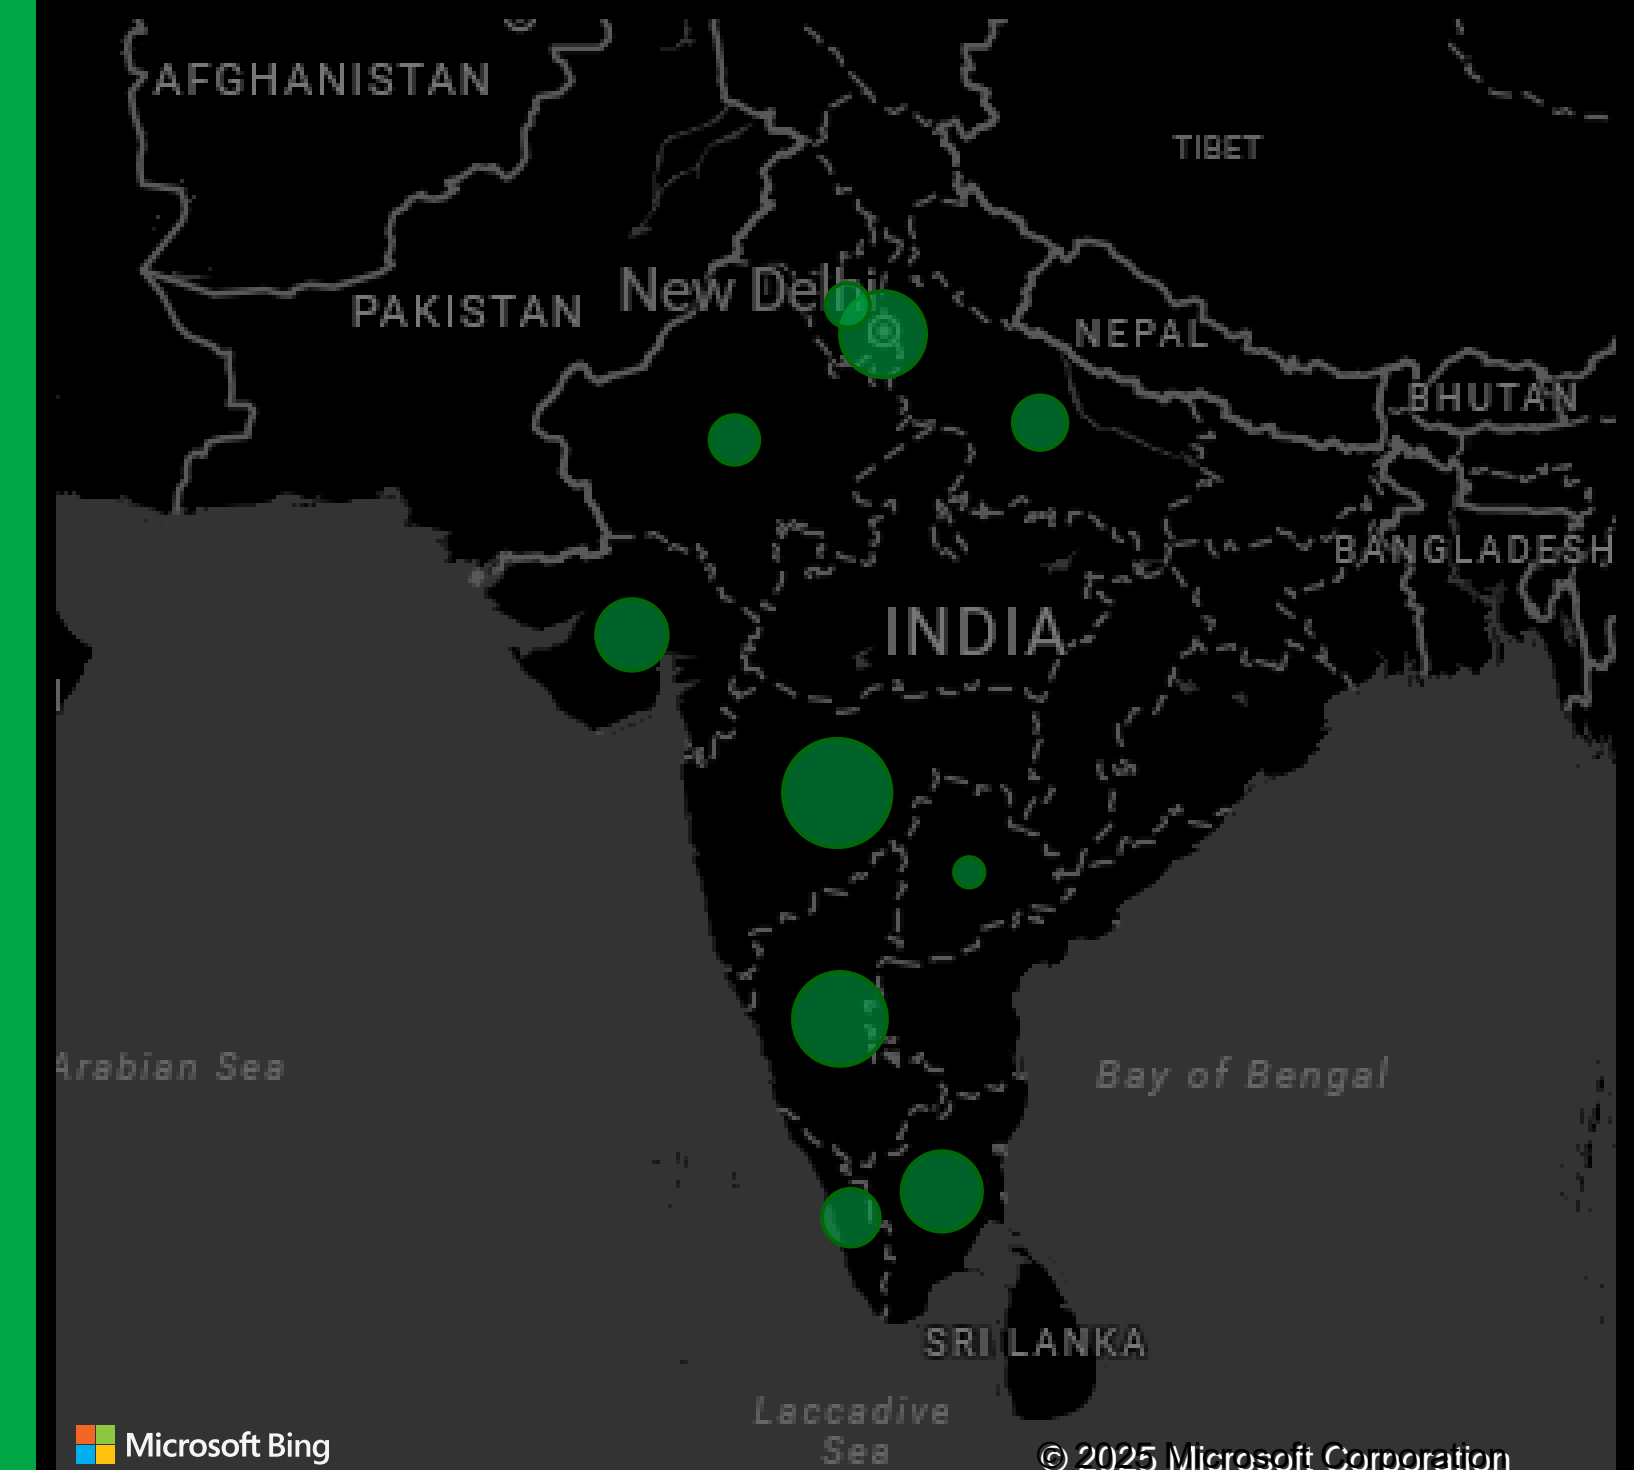 AFGHANISTAN
TIBET
New Delhi
PAKISTAN
NEPAL
BHUTAN
BANGLADESH
INDIA
Arabian Sea
Bay of Bengal
SRI LANKA
Laccadive
Sea
Microsoft Bing
© 2025 Microsoft Corporation